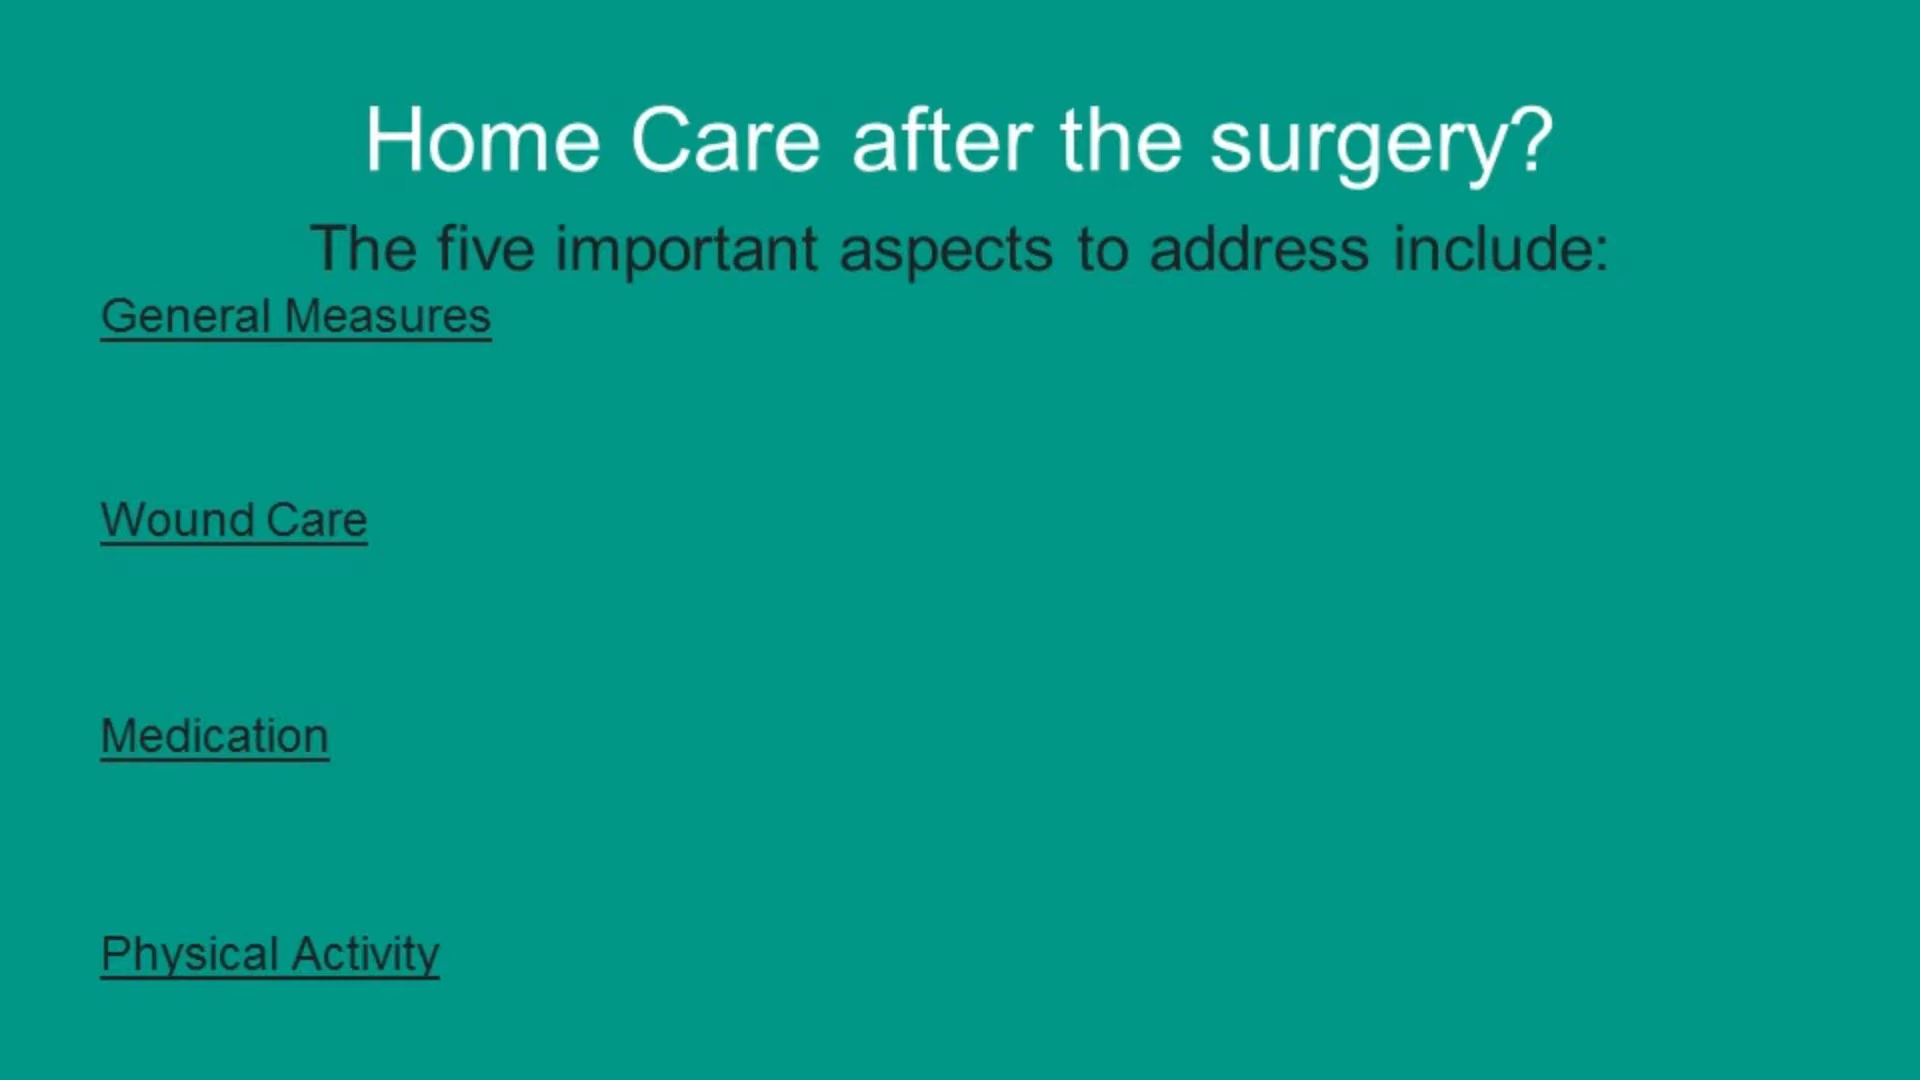 Home Care after the surgery?
The five important aspects to address include:
General Measures
Wound Care
Medication
Physical Activity